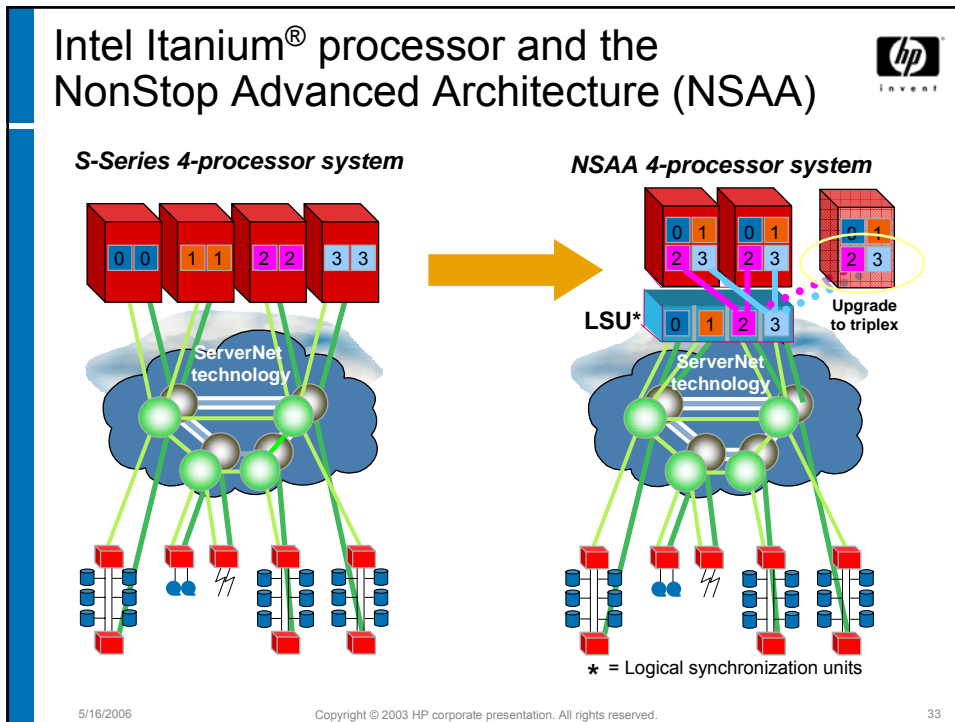 Intel Itanium® processor and the
NonStop Advanced Architecture (NSAA)
hp
invent
S-Series 4-processor system
NSAA 4-processor system
0 0
1 1
2 2
3 3
0 1
2 3
0 1
2 3
0 1
2 3
Upgrade
to triplex
LSU*
0 1 2 3
ServerNet
technology
ServerNet
technology
* = Logical synchronization units
5/16/2006
Copyright © 2003 HP corporate presentation. All rights reserved.
33